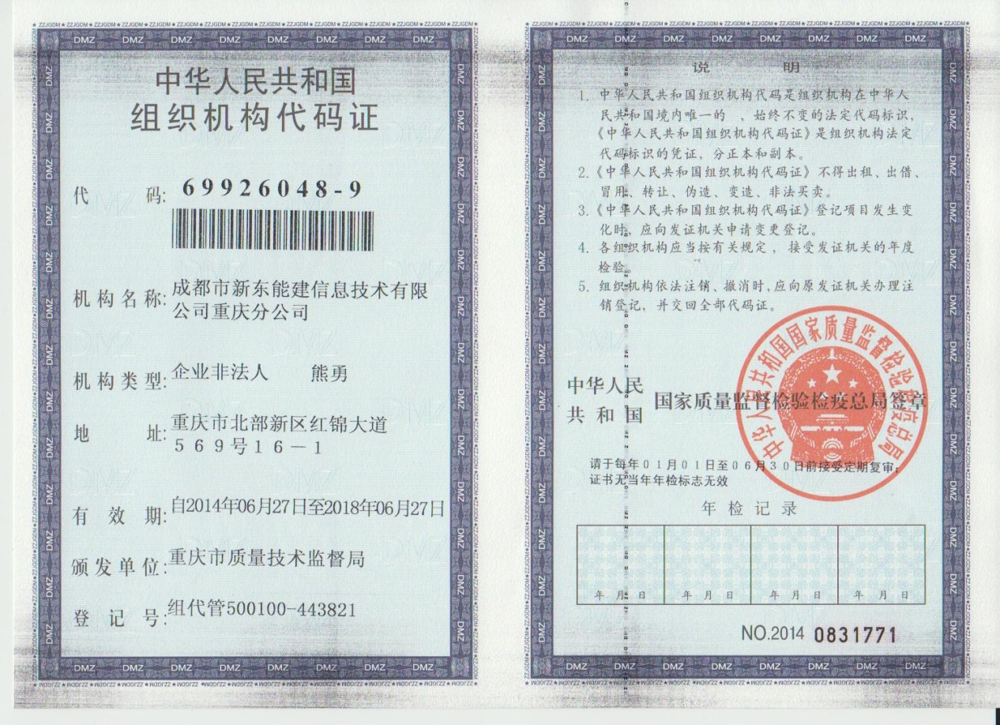 中华人民共和国
组织机构代码证
代 码: 69926048-9
机构名称: 成都市新东能建信息技术有限
公司重庆分公司
机构类型: 企业非法人 熊勇
地 址: 重庆市北部新区红锦大道
569号16-1
有 效 期: 自2014年06月27日至2018年06月27日
颁发单位: 重庆市质量技术监督局
登 记 号: 组代管500100-443821
说 明
1. 中华人民共和国组织机构代码是组织机构在中华人
民共和国境内唯一的 、始终不变的法定代码标识，
《中华人民共和国组织机构代码证》是组织机构法定
代码标识的凭证，分正本和副本。
2.《中华人民共和国组织机构代码证》不得出租、出借、
冒用、转让、伪造、变造、非法买卖。
3.《中华人民共和国组织机构代码证》登记项目发生变
化时，应向发证机关申请变更登记。
4. 各组织机构应当按有关规定， 接受发证机关的年度
检验。
5. 组织机构依法注销、撤消时，应向原发证机关办理注
销登记，并交回全部代码证。
中华人民共和国国家质量监督检验检疫总局
中华人民
共和国 国家质量监督检验检疫总局签章
请于每年01月01日至06月30日前接受定期复审；
证书无当年年检标志无效
年检记录
年 月 日 年 月 日 年 月 日 年 月 日
NO.2014 0831771